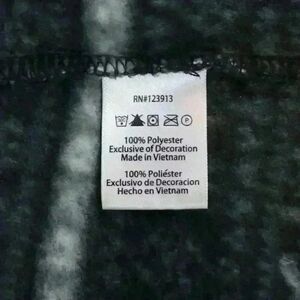 RN#123913
100% Polyester
Exclusive of Decoration
Made in Vietnam
100% Poliéster
Exclusivo de Decoracion
Hecho en Vietnam